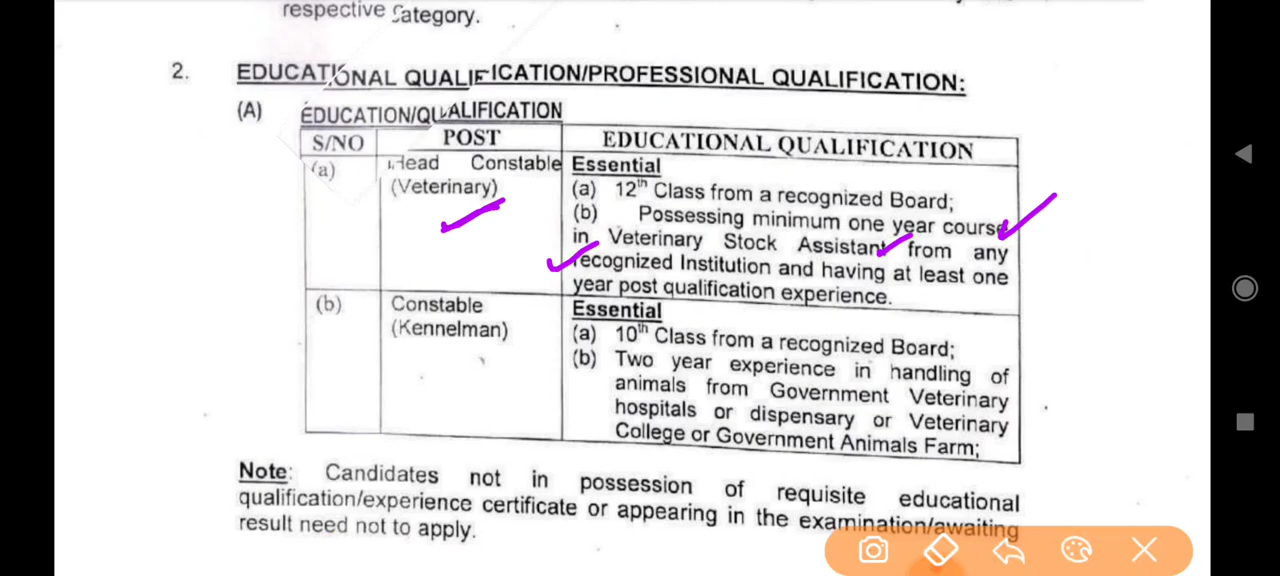 respective Category.
2. EDUCATIONAL QUALIFICATION/PROFESSIONAL QUALIFICATION:
(A) EDUCATION/QUALIFICATION
S/NO POST EDUCATIONAL QUALIFICATION
(a) Head Constable Essential
(Veterinary) (a) 12th Class from a recognized Board;
(b) Possessing minimum one year course
in Veterinary Stock Assistant from any
recognized Institution and having at least one
year post qualification experience.
(b) Constable Essential
(Kennelman) (a) 10th Class from a recognized Board;
(b) Two year experience in handling of
animals from Government Veterinary
hospitals or dispensary or Veterinary
College or Government Animals Farm;
Note: Candidates not in possession of requisite educational
qualification/experience certificate or appearing in the examination/awaiting
result need not to apply.